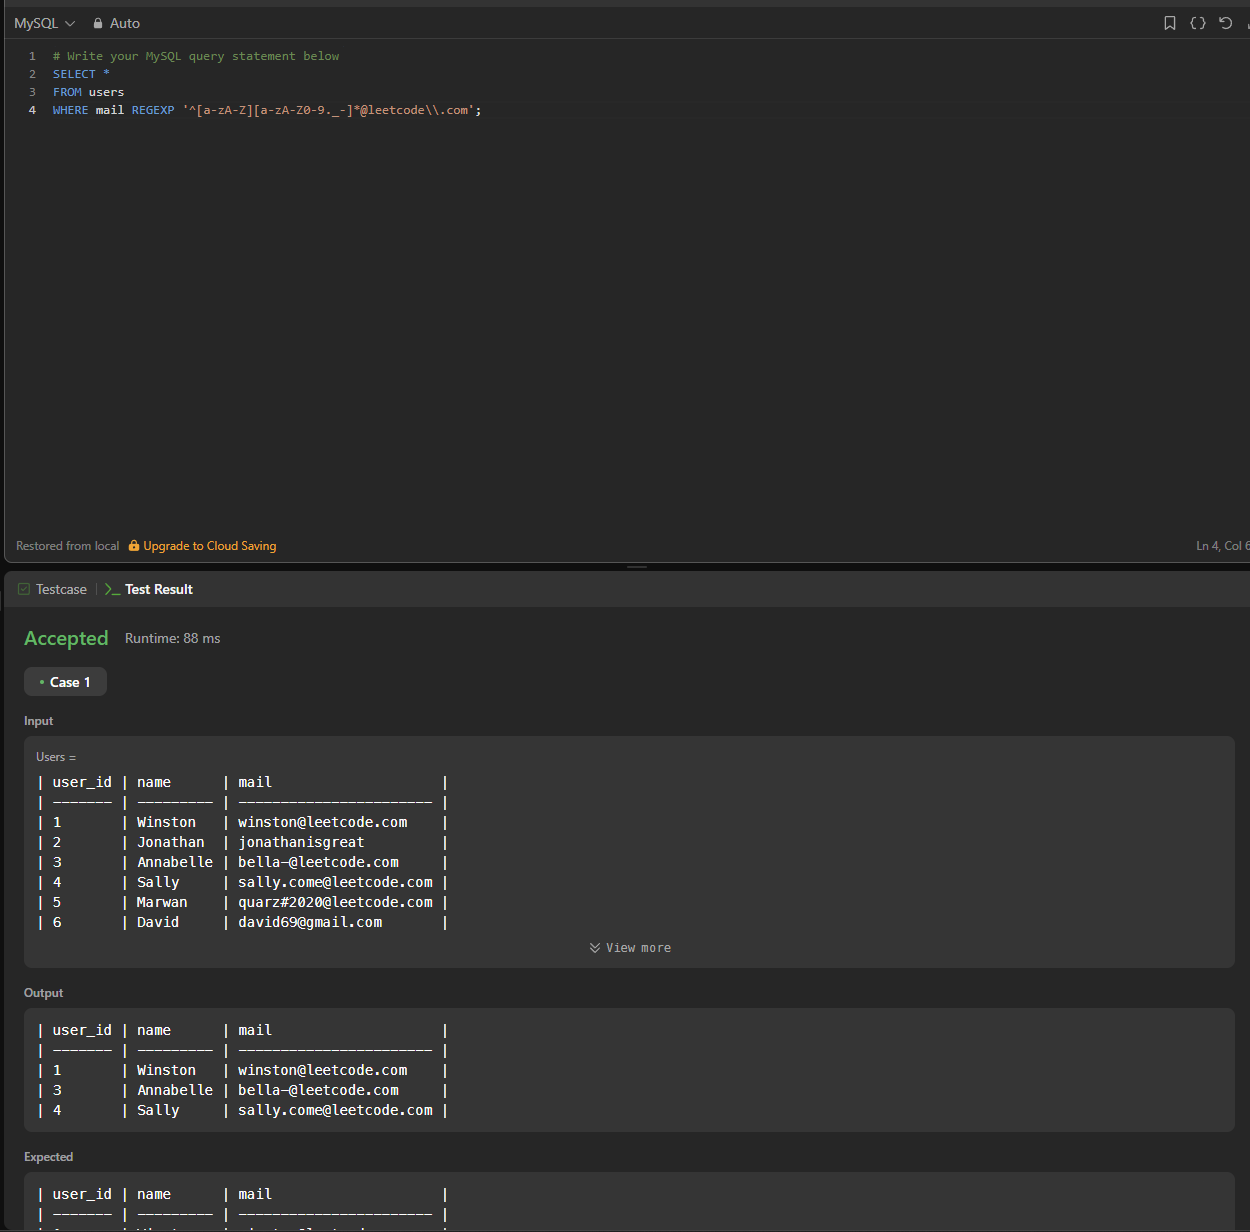 MySQL Auto
1 # Write your MySQL query statement below
2 SELECT *
3 FROM users
4 WHERE mail REGEXP '^[a-zA-Z][a-zA-Z0-9._-]*@leetcode\\.com';
Restored from local Upgrade to Cloud Saving Ln 4, Col 6
Testcase | >_ Test Result
Accepted Runtime: 88 ms
• Case 1
Input
Users =
| user_id | name      | mail                    |
| ------- | --------- | ----------------------- |
| 1       | Winston   | winston@leetcode.com    |
| 2       | Jonathan  | jonathanisgreat         |
| 3       | Annabelle | bella-@leetcode.com     |
| 4       | Sally     | sally.come@leetcode.com |
| 5       | Marwan    | quarz#2020@leetcode.com |
| 6       | David     | david69@gmail.com       |
View more
Output
| user_id | name      | mail                    |
| ------- | --------- | ----------------------- |
| 1       | Winston   | winston@leetcode.com    |
| 3       | Annabelle | bella-@leetcode.com     |
| 4       | Sally     | sally.come@leetcode.com |
Expected
| user_id | name      | mail                    |
| ------- | --------- | ----------------------- |